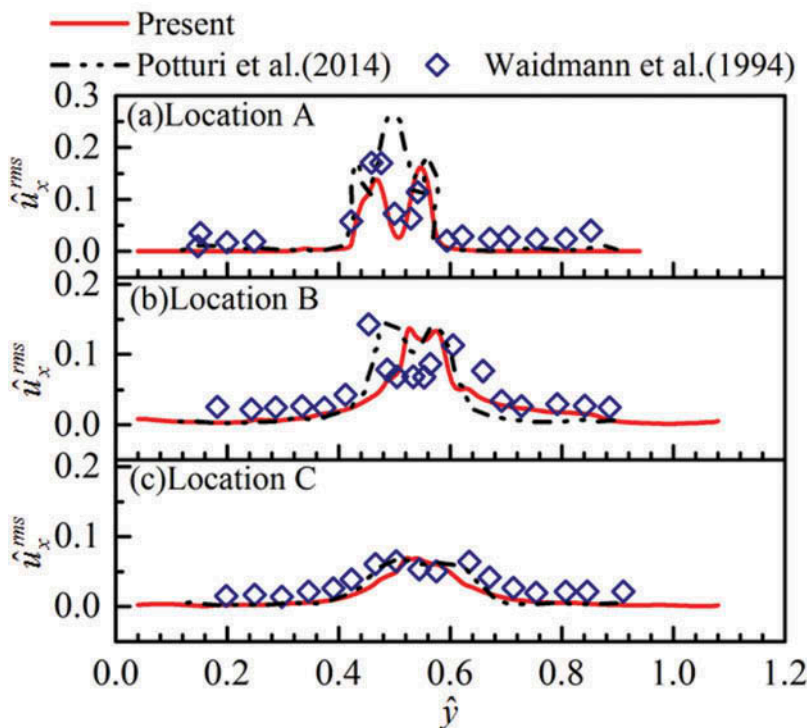 Present
Potturi et al.(2014) Waidmann et al.(1994)
0.3
(a)Location A
0.2
0.1
0.0
û_x^rms
0.2
(b)Location B
0.1
0.0
û_x^rms
0.2
(c)Location C
0.1
0.0
û_x^rms
0.0 0.2 0.4 0.6 0.8 1.0 1.2
ŷ